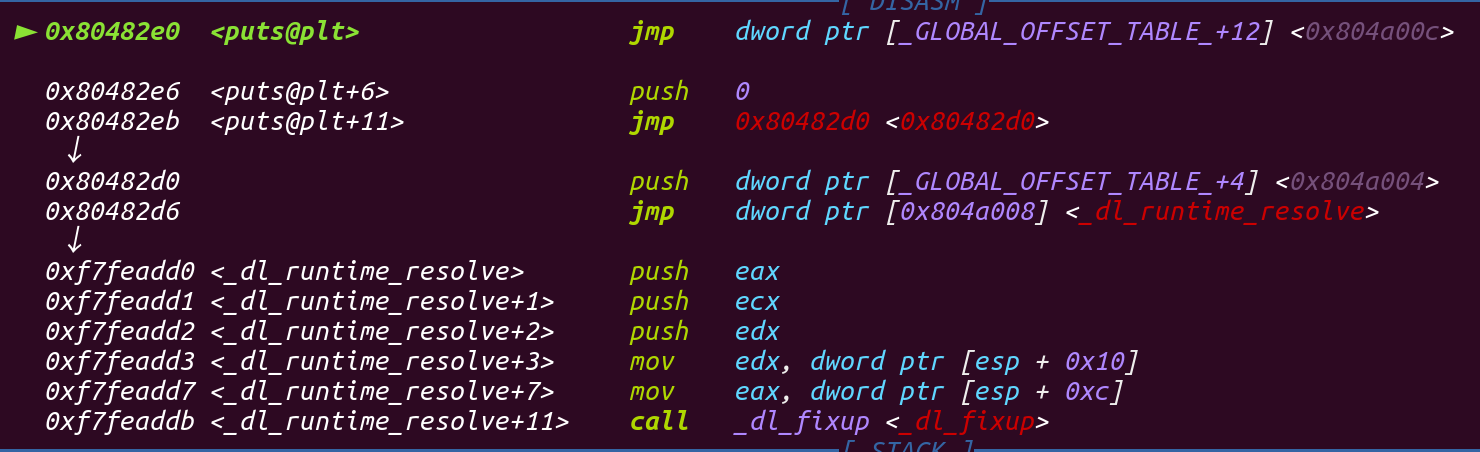 [ DISASM ]
► 0x80482e0 <puts@plt> jmp dword ptr [_GLOBAL_OFFSET_TABLE_+12] <0x804a00c>
0x80482e6 <puts@plt+6> push 0
0x80482eb <puts@plt+11> jmp 0x80482d0 <0x80482d0>
↓
0x80482d0 push dword ptr [_GLOBAL_OFFSET_TABLE_+4] <0x804a004>
0x80482d6 jmp dword ptr [0x804a008] <_dl_runtime_resolve>
↓
0xf7feadd0 <_dl_runtime_resolve> push eax
0xf7feadd1 <_dl_runtime_resolve+1> push ecx
0xf7feadd2 <_dl_runtime_resolve+2> push edx
0xf7feadd3 <_dl_runtime_resolve+3> mov edx, dword ptr [esp + 0x10]
0xf7feadd7 <_dl_runtime_resolve+7> mov eax, dword ptr [esp + 0xc]
0xf7feaddb <_dl_runtime_resolve+11> call _dl_fixup <_dl_fixup>
[ STACK ]